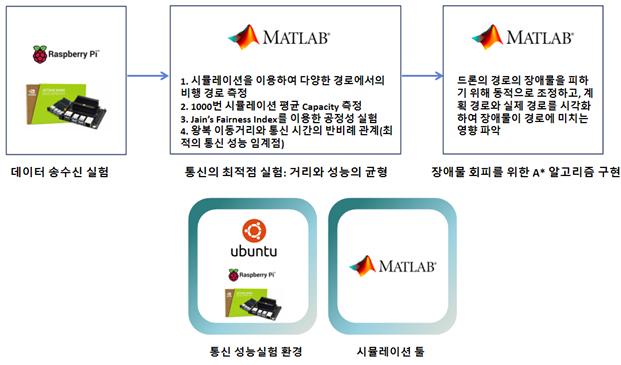 Raspberry Pi
MATLAB®
1. 시뮬레이션을 이용하여 다양한 경로에서의
비행 경로 측정
2. 1000번 시뮬레이션 평균 Capacity 측정
3. Jain's Fairness Index를 이용한 공정성 실험
4. 왕복 이동거리와 통신 시간의 반비례 관계(최
적의 통신 성능 임계점)
MATLAB®
드론의 경로의 장애물을 피하
기 위해 동적으로 조정하고, 계
획 경로와 실제 경로를 시각화
하여 장애물이 경로에 미치는
영향 파악
데이터 송수신 실험
통신의 최적점 실험: 거리와 성능의 균형
장애물 회피를 위한 A* 알고리즘 구현
ubuntu
Raspberry Pi
MATLAB®
통신 성능실험 환경
시뮬레이션 툴